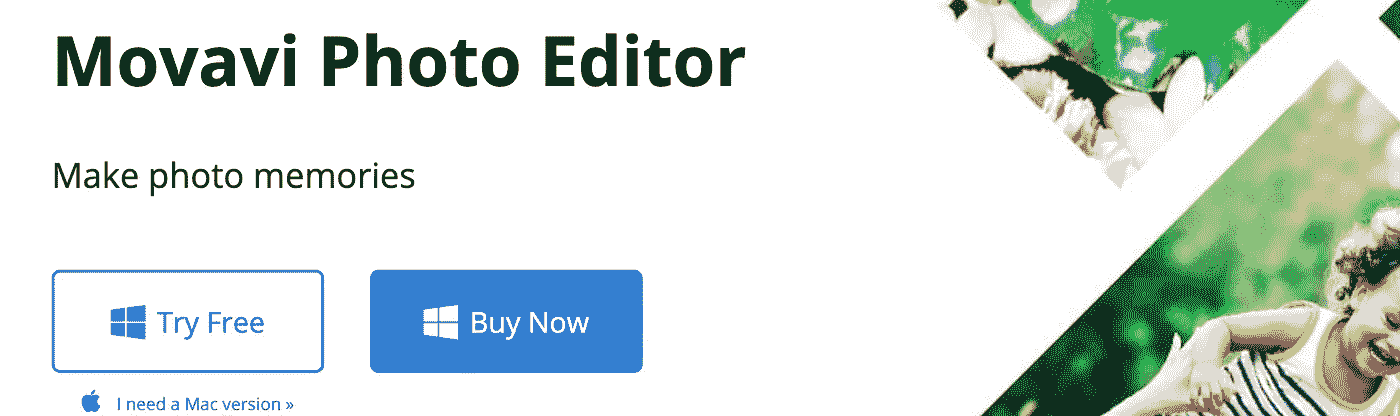 Movavi Photo Editor
Make photo memories
Try Free
Buy Now
I need a Mac version »